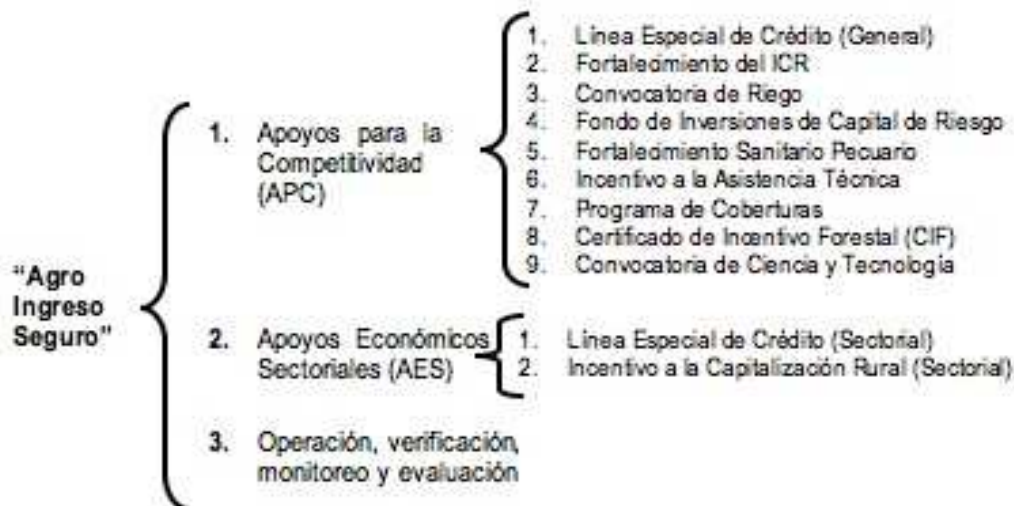 “Agro
Ingreso
Seguro”
1. Apoyos para la
Competitividad
(APC)
1. Línea Especial de Crédito (General)
2. Fortalecimiento del ICR
3. Convocatoria de Riego
4. Fondo de Inversiones de Capital de Riesgo
5. Fortalecimiento Sanitario Pecuario
6. Incentivo a la Asistencia Técnica
7. Programa de Coberturas
8. Certificado de Incentivo Forestal (CIF)
9. Convocatoria de Ciencia y Tecnología
2. Apoyos Económicos
Sectoriales (AES)
1. Línea Especial de Crédito (Sectorial)
2. Incentivo a la Capitalización Rural (Sectorial)
3. Operación, verificación,
monitoreo y evaluación